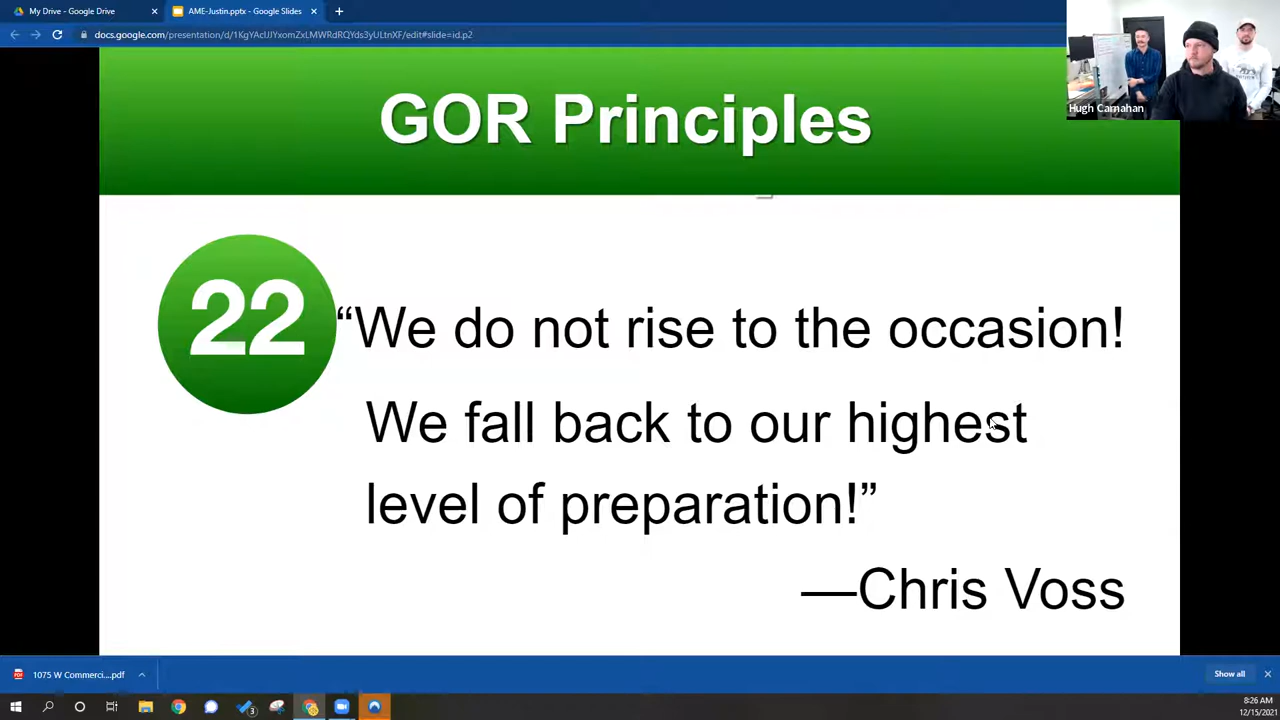 My Drive - Google Drive
AME-Justin.pptx - Google Slides
docs.google.com/presentation/d/1KgYAcIJJYxomZxLMWRdRQYds3yULtnXF/edit#slide=id.p2
Hugh Carnahan
GOR Principles
22
“We do not rise to the occasion!
We fall back to our highest
level of preparation!”
—Chris Voss
1075 W Commerci....pdf
Show all
3
8:26 AM
12/15/2021